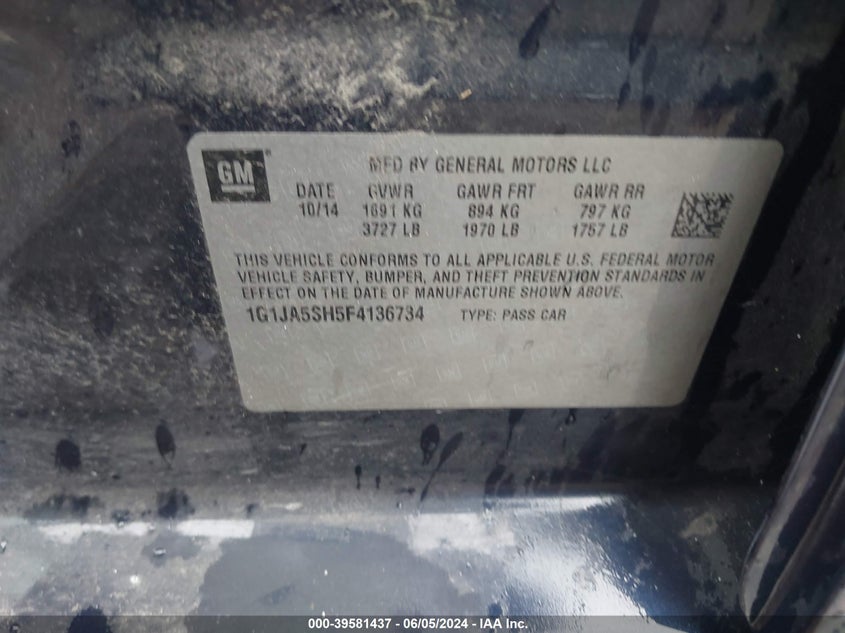 GM
MFD BY GENERAL MOTORS LLC
DATE GVWR GAWR FRT GAWR RR
10/14 1691 KG 894 KG 797 KG
3727 LB 1970 LB 1757 LB
THIS VEHICLE CONFORMS TO ALL APPLICABLE U.S. FEDERAL MOTOR
VEHICLE SAFETY, BUMPER, AND THEFT PREVENTION STANDARDS IN
EFFECT ON THE DATE OF MANUFACTURE SHOWN ABOVE.
1G1JA5SH5F4136734 TYPE: PASS CAR
000-39581437 - 06/05/2024 - IAA Inc.